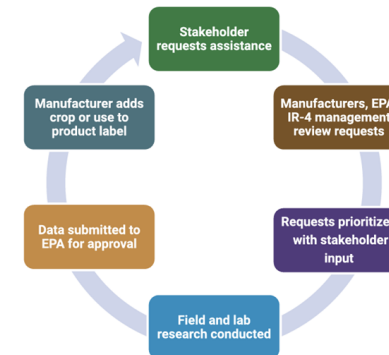 Stakeholder
requests assistance
Manufacturers, EPA
IR-4 management
review requests
Requests prioritize
with stakeholder
input
Field and lab
research conducted
Data submitted to
EPA for approval
Manufacturer adds
crop or use to
product label